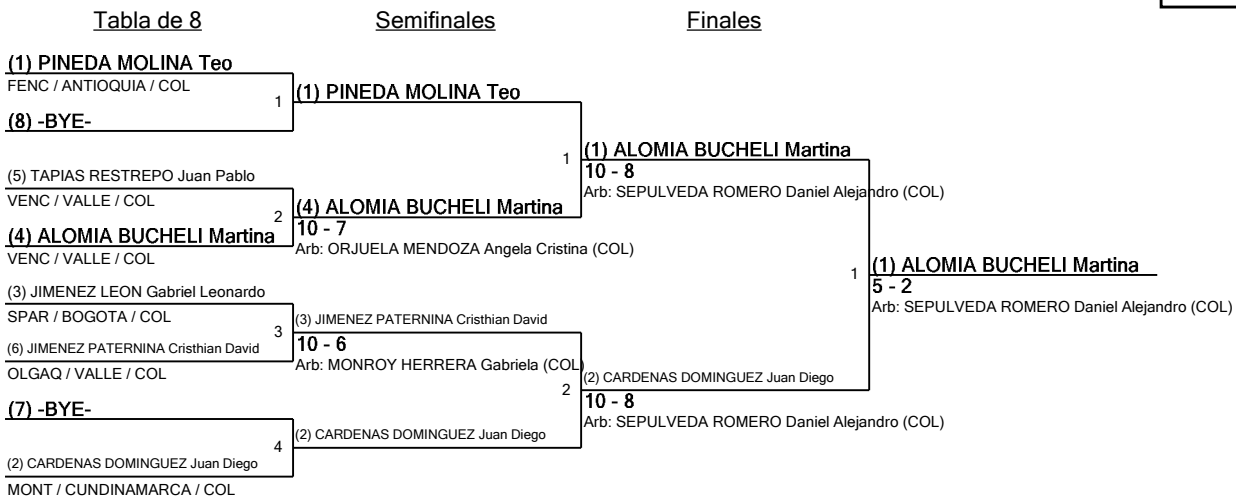 Tabla de 8
Semifinales
Finales
(1) PINEDA MOLINA Teo
FENC / ANTIOQUIA / COL
1
(8) -BYE-
(1) PINEDA MOLINA Teo
(5) TAPIAS RESTREPO Juan Pablo
VENC / VALLE / COL
2
(4) ALOMIA BUCHELI Martina
VENC / VALLE / COL
(4) ALOMIA BUCHELI Martina
10 - 7
Arb: ORJUELA MENDOZA Angela Cristina (COL)
1
(1) ALOMIA BUCHELI Martina
10 - 8
Arb: SEPULVEDA ROMERO Daniel Alejandro (COL)
(3) JIMENEZ LEON Gabriel Leonardo
SPAR / BOGOTA / COL
3
(6) JIMENEZ PATERNINA Cristhian David
OLGAQ / VALLE / COL
(3) JIMENEZ PATERNINA Cristhian David
10 - 6
Arb: MONROY HERRERA Gabriela (COL)
(7) -BYE-
4
(2) CARDENAS DOMINGUEZ Juan Diego
MONT / CUNDINAMARCA / COL
(2) CARDENAS DOMINGUEZ Juan Diego
2
(2) CARDENAS DOMINGUEZ Juan Diego
10 - 8
Arb: SEPULVEDA ROMERO Daniel Alejandro (COL)
1
(1) ALOMIA BUCHELI Martina
5 - 2
Arb: SEPULVEDA ROMERO Daniel Alejandro (COL)